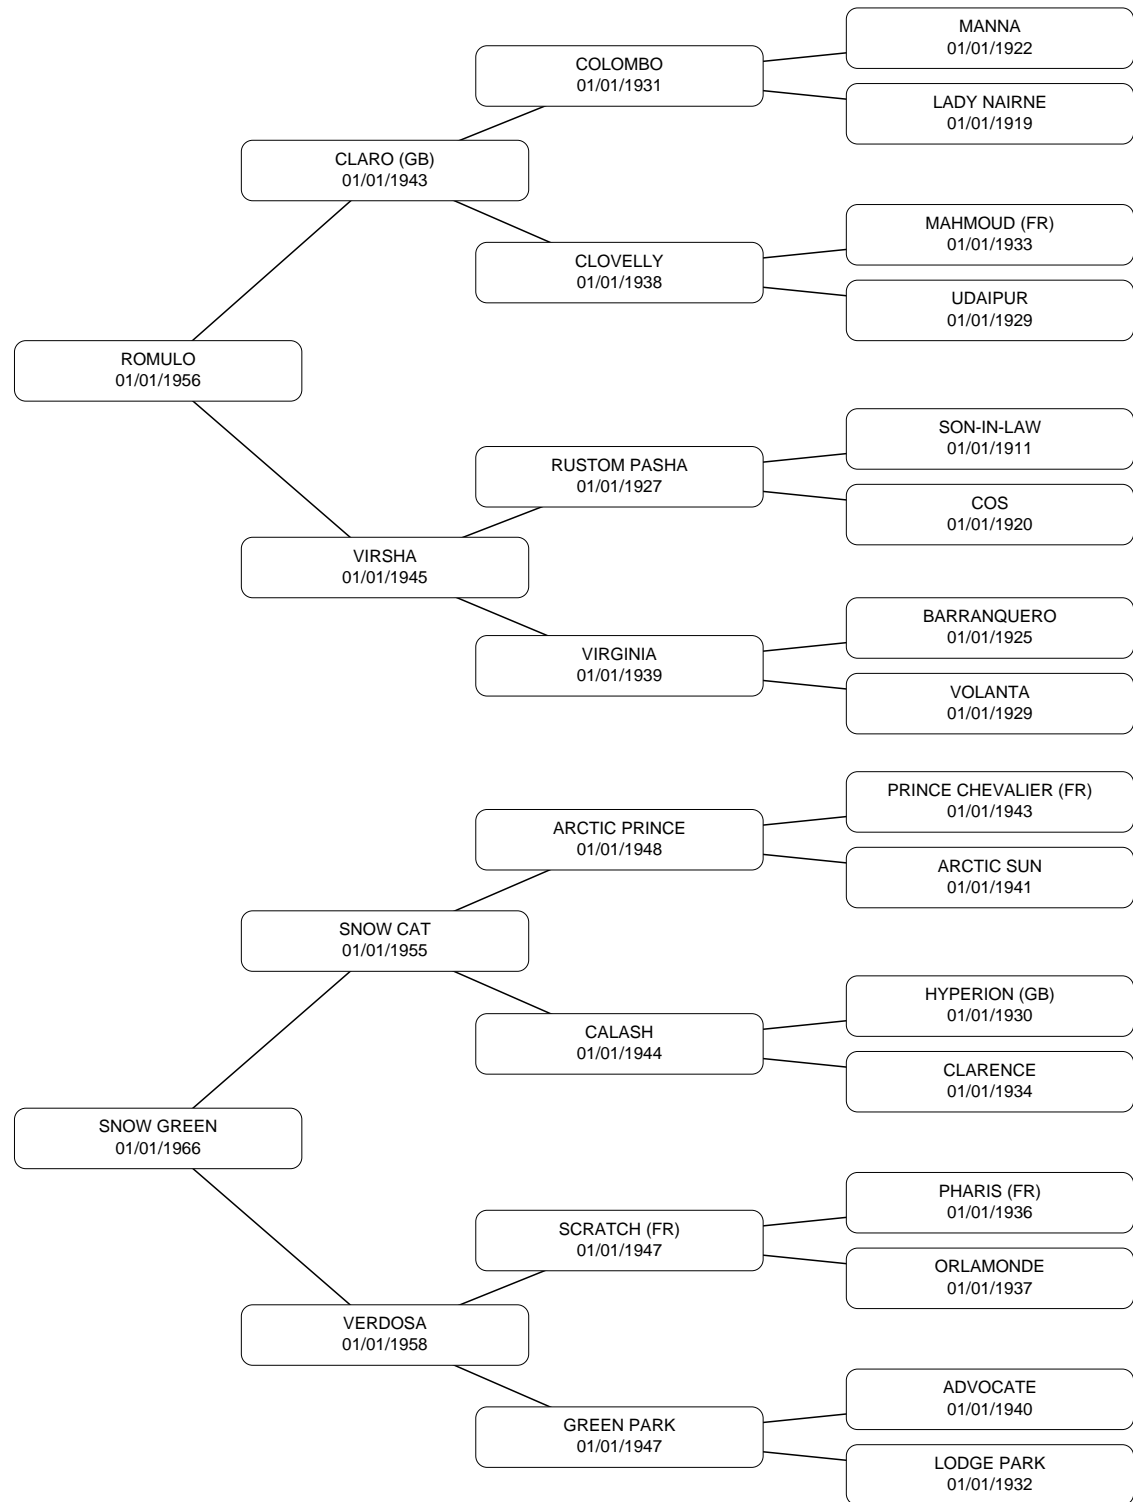 MANNA
01/01/1922
COLOMBO
01/01/1931
LADY NAIRNE
01/01/1919
CLARO (GB)
01/01/1943
MAHMOUD (FR)
01/01/1933
CLOVELLY
01/01/1938
UDAIPUR
01/01/1929
ROMULO
01/01/1956
SON-IN-LAW
01/01/1911
RUSTOM PASHA
01/01/1927
COS
01/01/1920
VIRSHA
01/01/1945
BARRANQUERO
01/01/1925
VIRGINIA
01/01/1939
VOLANTA
01/01/1929
PRINCE CHEVALIER (FR)
01/01/1943
ARCTIC PRINCE
01/01/1948
ARCTIC SUN
01/01/1941
SNOW CAT
01/01/1955
HYPERION (GB)
01/01/1930
CALASH
01/01/1944
CLARENCE
01/01/1934
SNOW GREEN
01/01/1966
PHARIS (FR)
01/01/1936
SCRATCH (FR)
01/01/1947
ORLAMONDE
01/01/1937
VERDOSA
01/01/1958
ADVOCATE
01/01/1940
GREEN PARK
01/01/1947
LODGE PARK
01/01/1932